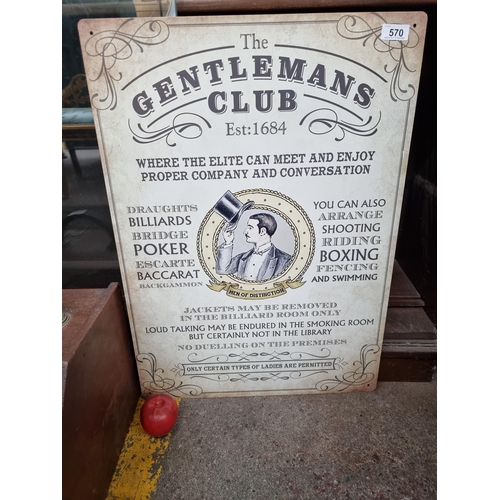 570
The
GENTLEMANS
CLUB
Est:1684
WHERE THE ELITE CAN MEET AND ENJOY
PROPER COMPANY AND CONVERSATION
DRAUGHTS
BILLIARDS
BRIDGE
POKER
ESCARTE
BACCARAT
BACKGAMMON
YOU CAN ALSO
ARRANGE
SHOOTING
RIDING
BOXING
FENCING
AND SWIMMING
MEN OF DISTINCTION
JACKETS MAY BE REMOVED
IN THE BILLIARD ROOM ONLY
LOUD TALKING MAY BE ENDURED IN THE SMOKING ROOM
BUT CERTAINLY NOT IN THE LIBRARY
NO DUELLING ON THE PREMISES
ONLY CERTAIN TYPES OF LADIES ARE PERMITTED